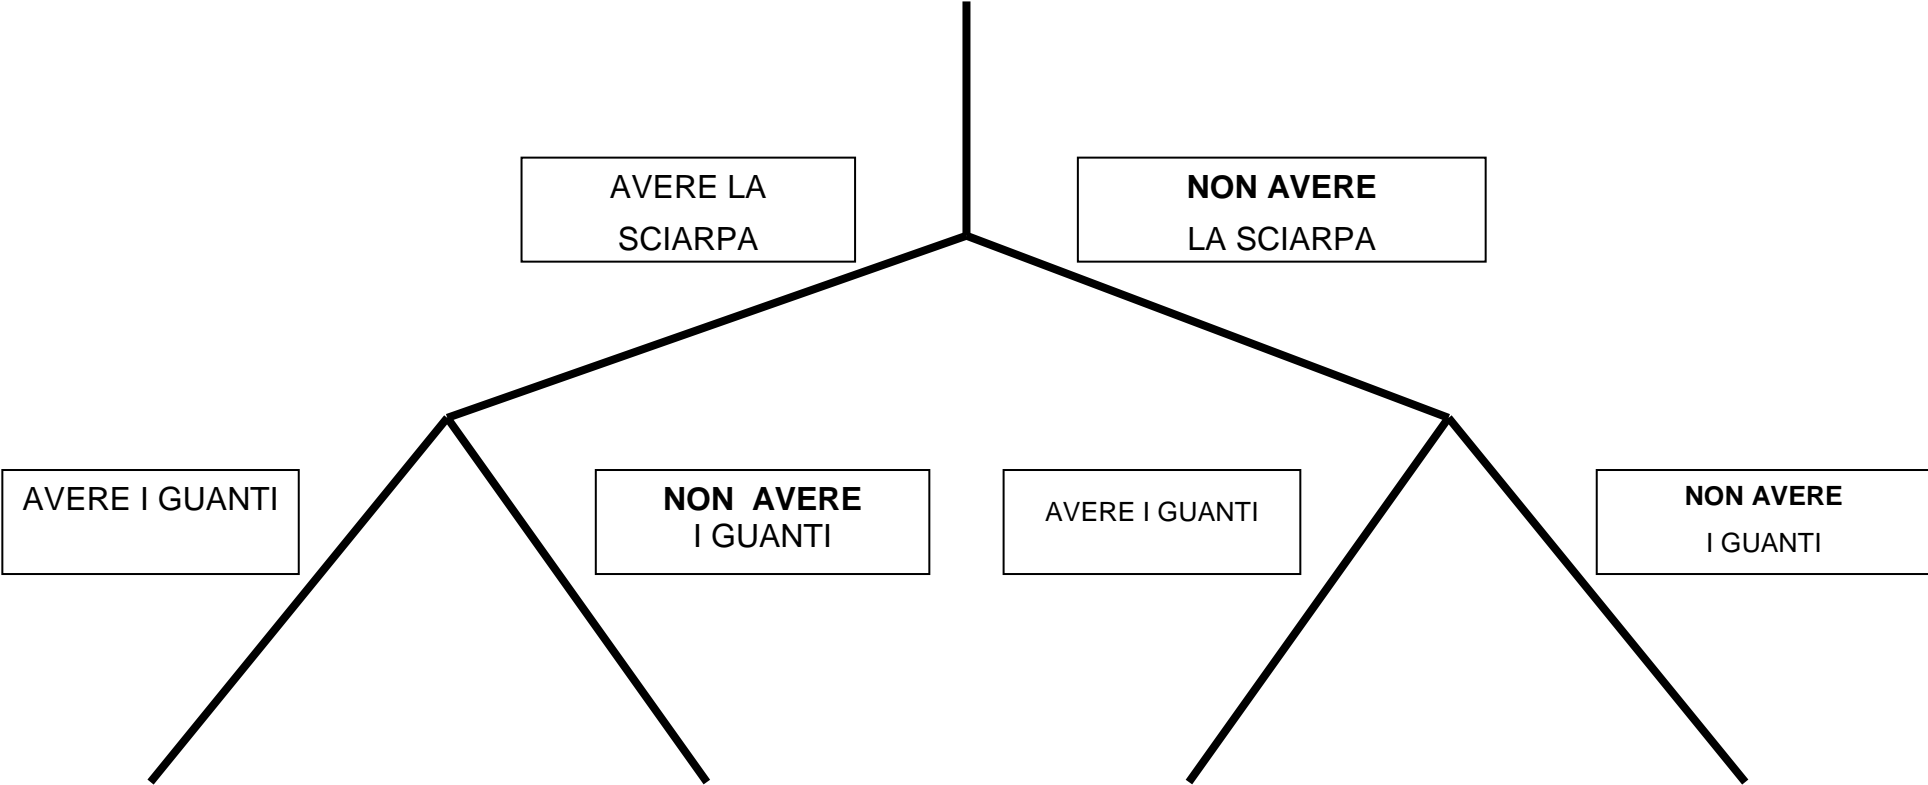 AVERE LA
SCIARPA
NON AVERE
LA SCIARPA
AVERE I GUANTI
NON AVERE
I GUANTI
AVERE I GUANTI
NON AVERE
I GUANTI